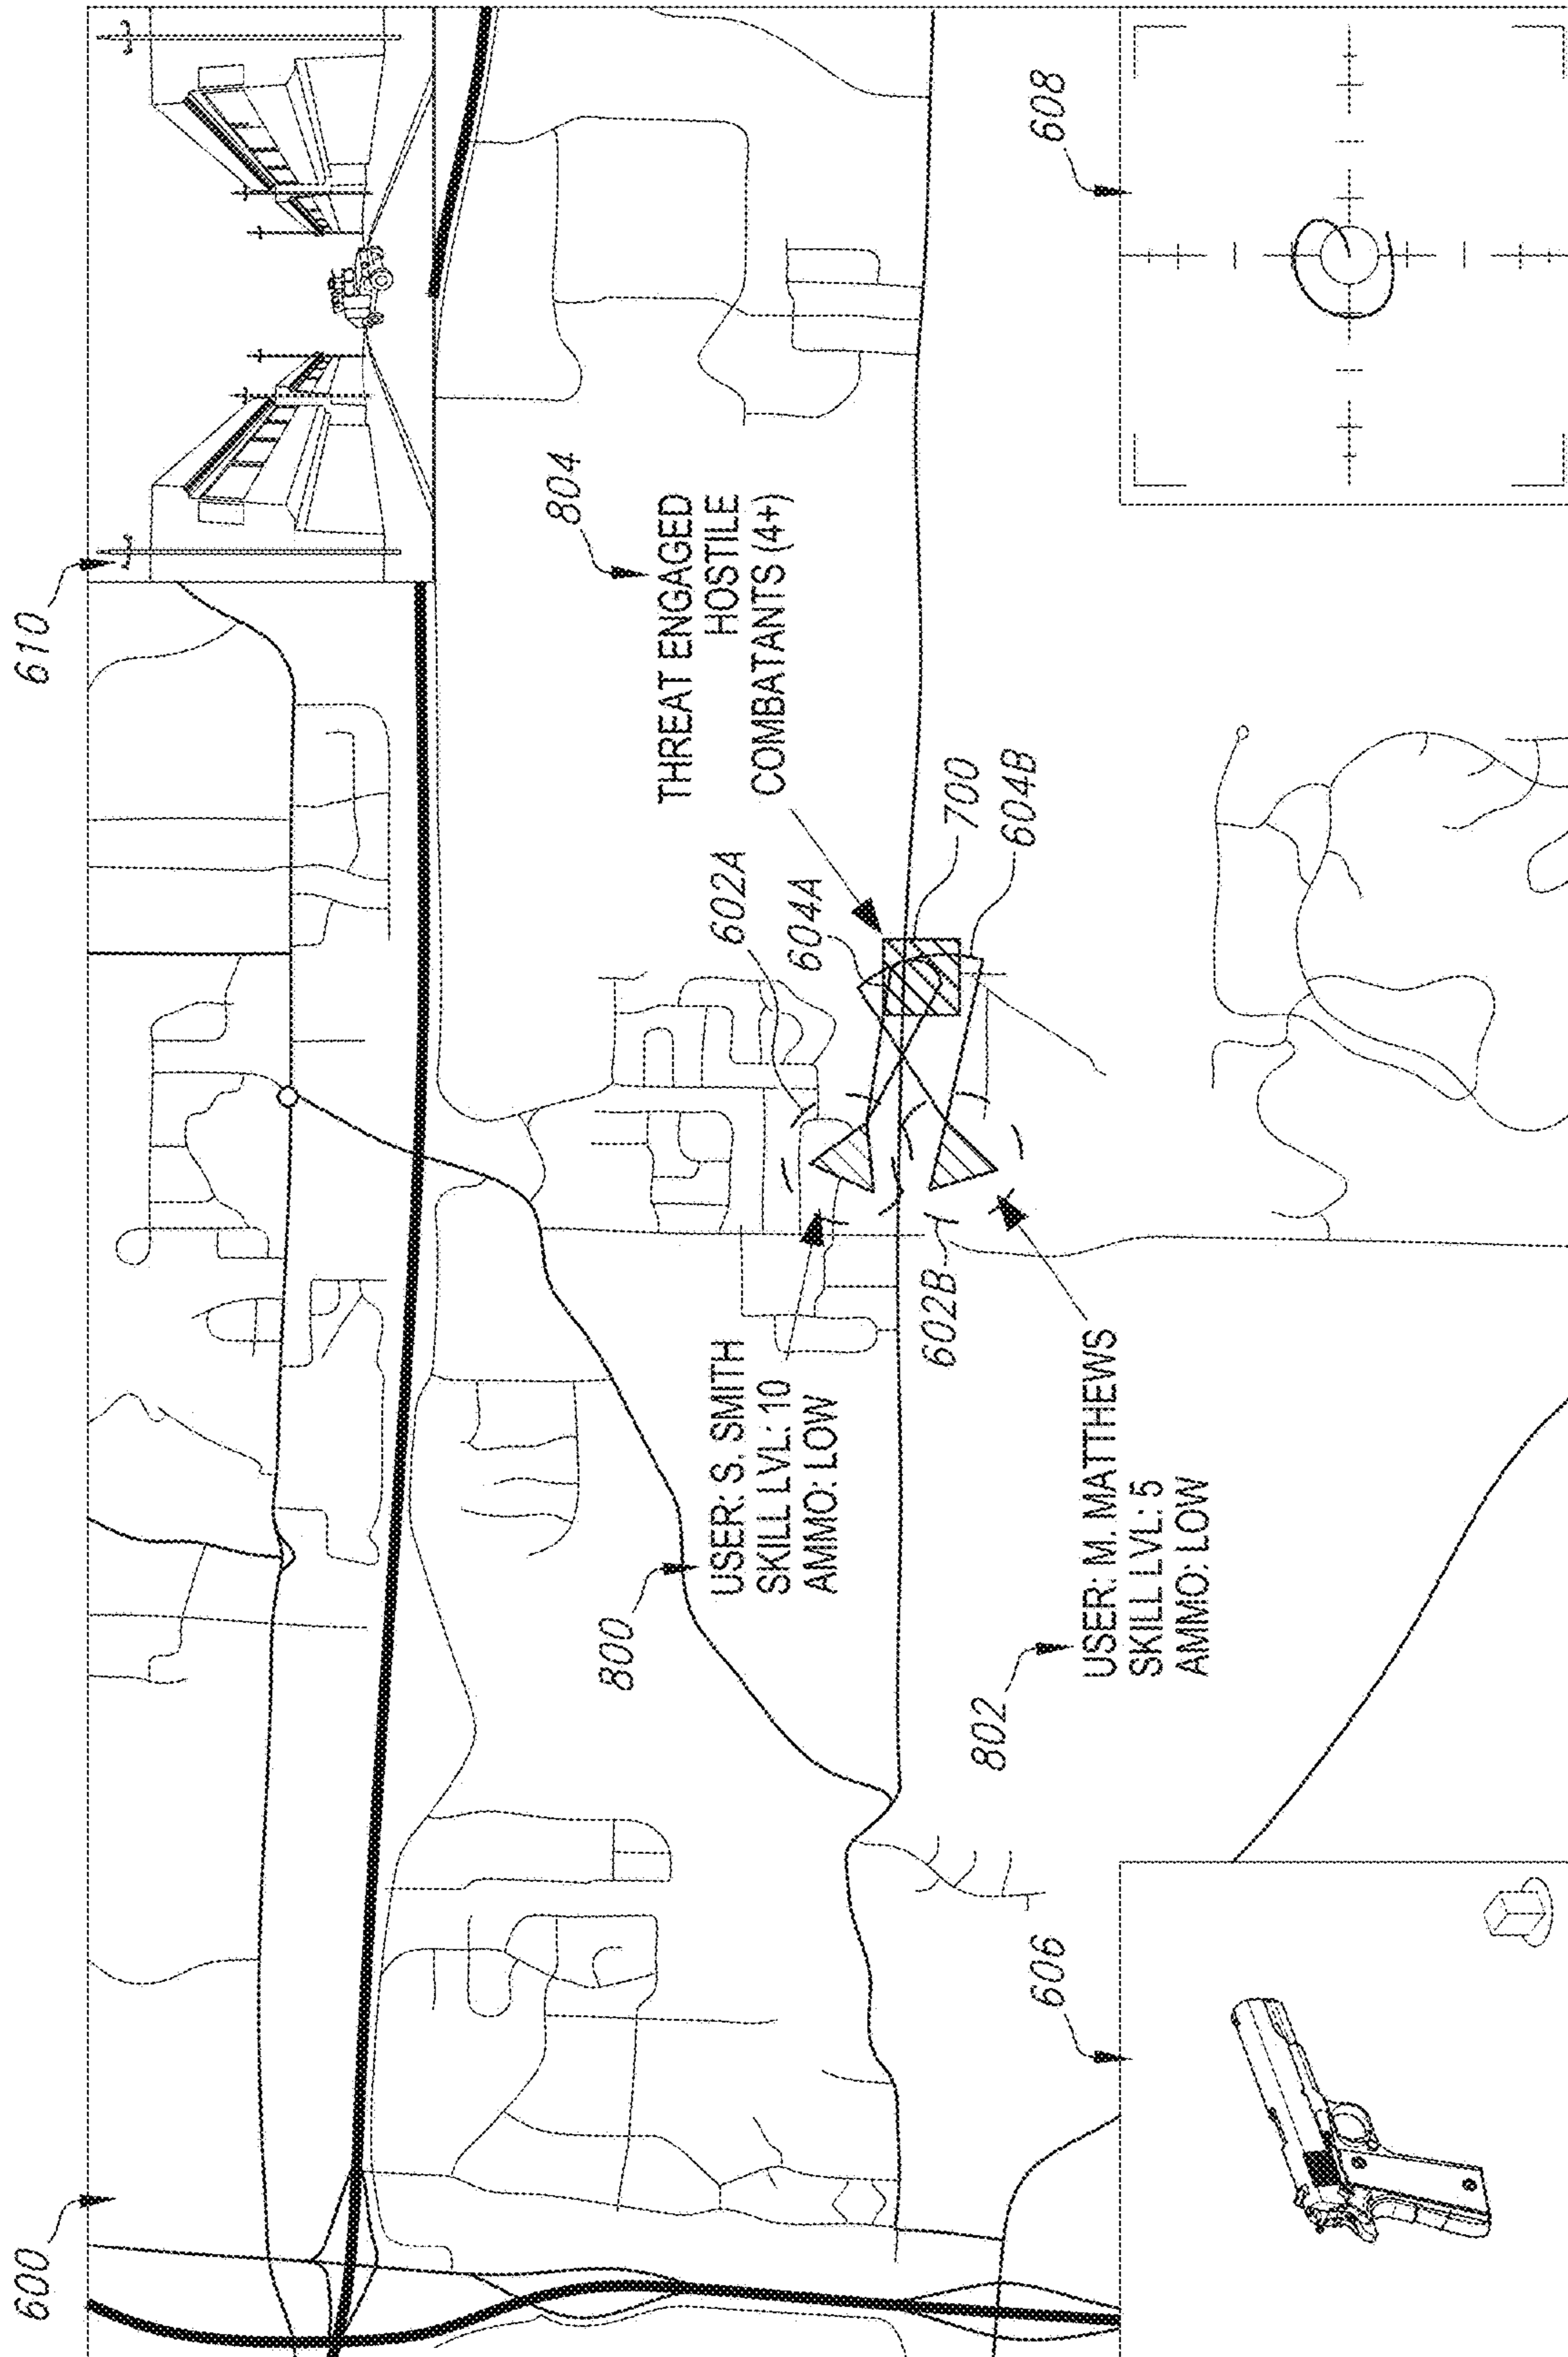 600
610
800
USER: S. SMITH
SKILL LVL: 10
AMMO: LOW
602A
604A
804
THREAT ENGAGED
HOSTILE
COMBATANTS (4+)
700
604B
602B
802
USER: M. MATTHEWS
SKILL LVL: 5
AMMO: LOW
606
608